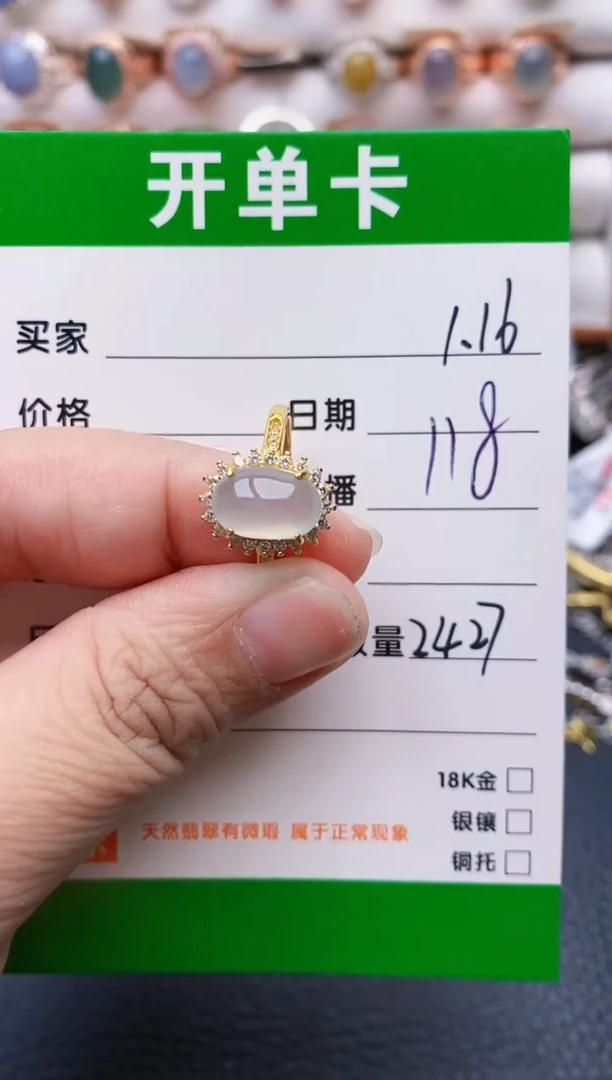 开单卡
买家 1.16
价格 日期
播 118
量 2427
18K金
天然翡翠有微瑕 属于正常现象
银镶
铜托